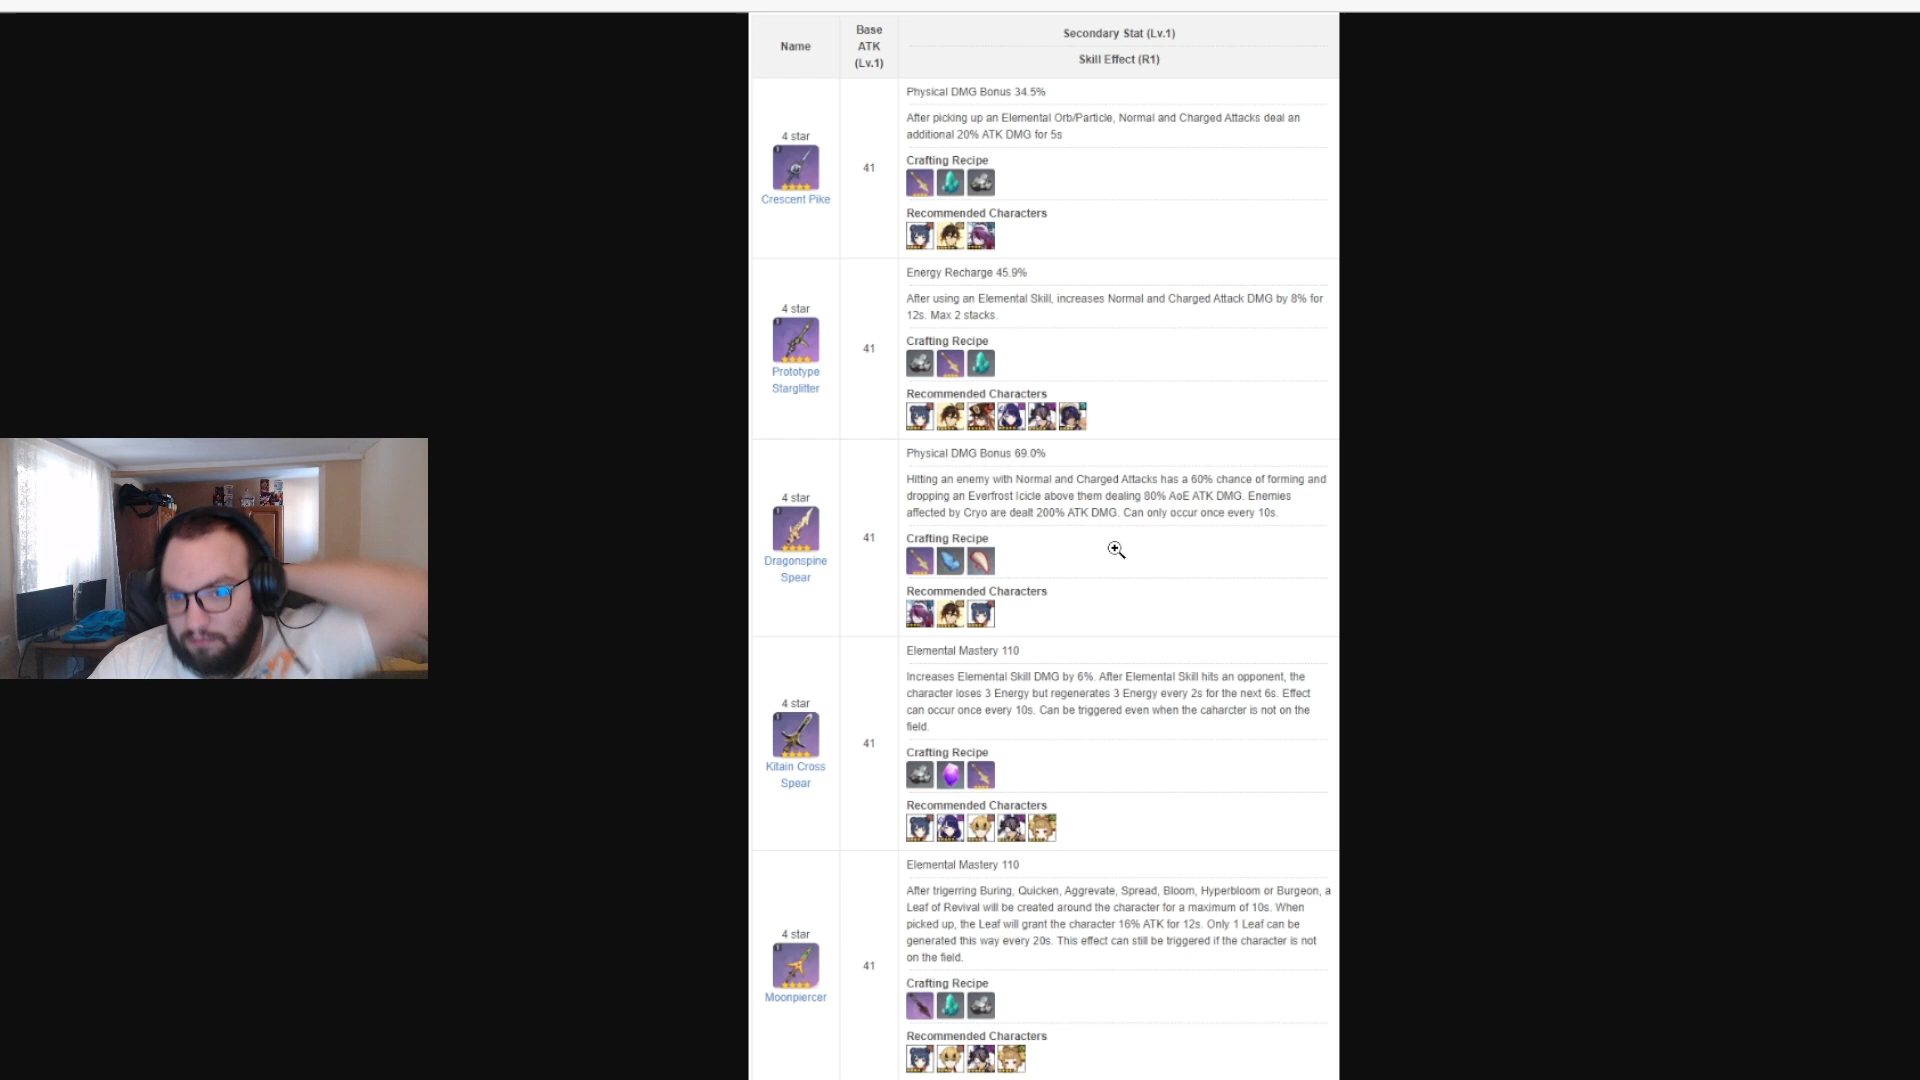 Name
Base
ATK
(Lv.1)
Secondary Stat (Lv.1)
Skill Effect (R1)
4 star
Crescent Pike
41
Physical DMG Bonus 34.5%
After picking up an Elemental Orb/Particle, Normal and Charged Attacks deal an
additional 20% ATK DMG for 5s
Crafting Recipe
Recommended Characters
4 star
Prototype
Starglitter
41
Energy Recharge 45.9%
After using an Elemental Skill, increases Normal and Charged Attack DMG by 8% for
12s. Max 2 stacks.
Crafting Recipe
Recommended Characters
4 star
Dragonspine
Spear
41
Physical DMG Bonus 69.0%
Hitting an enemy with Normal and Charged Attacks has a 60% chance of forming and
dropping an Everfrost Icicle above them dealing 80% AoE ATK DMG. Enemies
affected by Cryo are dealt 200% ATK DMG. Can only occur once every 10s.
Crafting Recipe
Recommended Characters
4 star
Kitain Cross
Spear
41
Elemental Mastery 110
Increases Elemental Skill DMG by 6%. After Elemental Skill hits an opponent, the
character loses 3 Energy but regenerates 3 Energy every 2s for the next 6s. Effect
can occur once every 10s. Can be triggered even when the caharcter is not on the
field.
Crafting Recipe
Recommended Characters
4 star
Moonpiercer
41
Elemental Mastery 110
After trigerring Buring, Quicken, Aggrevate, Spread, Bloom, Hyperbloom or Burgeon, a
Leaf of Revival will be created around the character for a maximum of 10s. When
picked up, the Leaf will grant the character 16% ATK for 12s. Only 1 Leaf can be
generated this way every 20s. This effect can still be triggered if the character is not
on the field.
Crafting Recipe
Recommended Characters